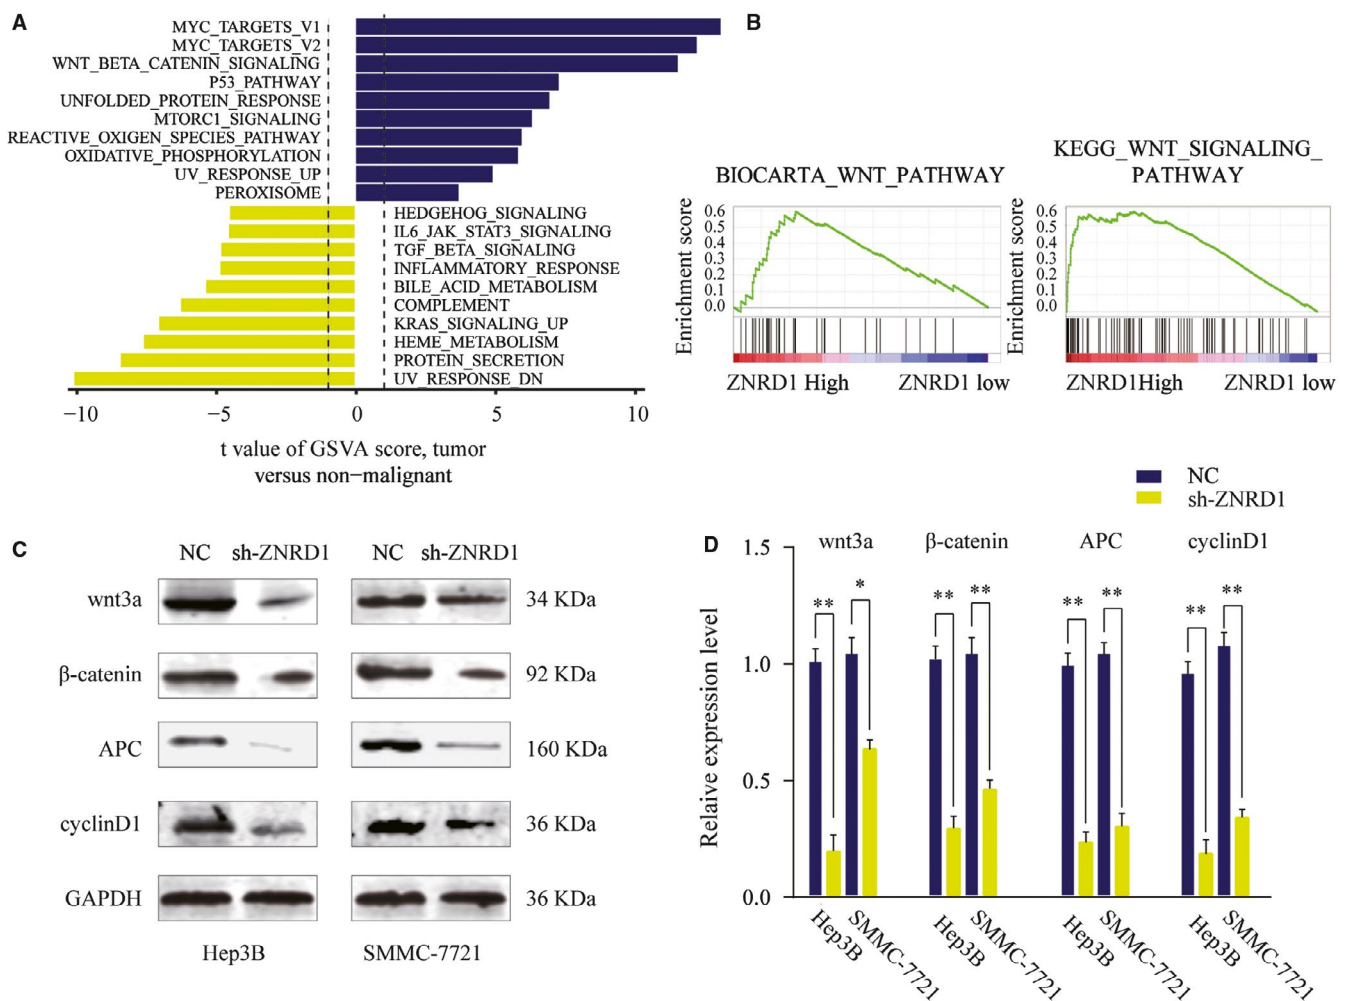 A
MYC_TARGETS_V1
MYC_TARGETS_V2
WNT_BETA_CATENIN_SIGNALING
P53_PATHWAY
UNFOLDED_PROTEIN_RESPONSE
MTORC1_SIGNALING
REACTIVE_OXIGEN_SPECIES_PATHWAY
OXIDATIVE_PHOSPHORYLATION
UV_RESPONSE_UP
PEROXISOME
HEDGEHOG_SIGNALING
IL6_JAK_STAT3_SIGNALING
TGF_BETA_SIGNALING
INFLAMMATORY_RESPONSE
BILE_ACID_METABOLISM
COMPLEMENT
KRAS_SIGNALING_UP
HEME_METABOLISM
PROTEIN_SECRETION
UV_RESPONSE_DN
−10 −5 0 5 10
t value of GSVA score, tumor
versus non−malignant
B
BIOCARTA_WNT_PATHWAY
Enrichment score
0.6
0.5
0.4
0.3
0.2
0.1
0.0
ZNRD1 High ZNRD1 low
KEGG_WNT_SIGNALING_
PATHWAY
Enrichment score
0.6
0.5
0.4
0.3
0.2
0.1
0.0
ZNRD1High ZNRD1 low
C
NC sh-ZNRD1 NC sh-ZNRD1
wnt3a 34 KDa
β-catenin 92 KDa
APC 160 KDa
cyclinD1 36 KDa
GAPDH 36 KDa
Hep3B SMMC-7721
D
NC
sh-ZNRD1
wnt3a β-catenin APC cyclinD1
Relaive expression level
1.5
1.0
0.5
0.0
** * ** ** ** ** ** **
Hep3B SMMC-7721 Hep3B SMMC-7721 Hep3B SMMC-7721 Hep3B SMMC-7721